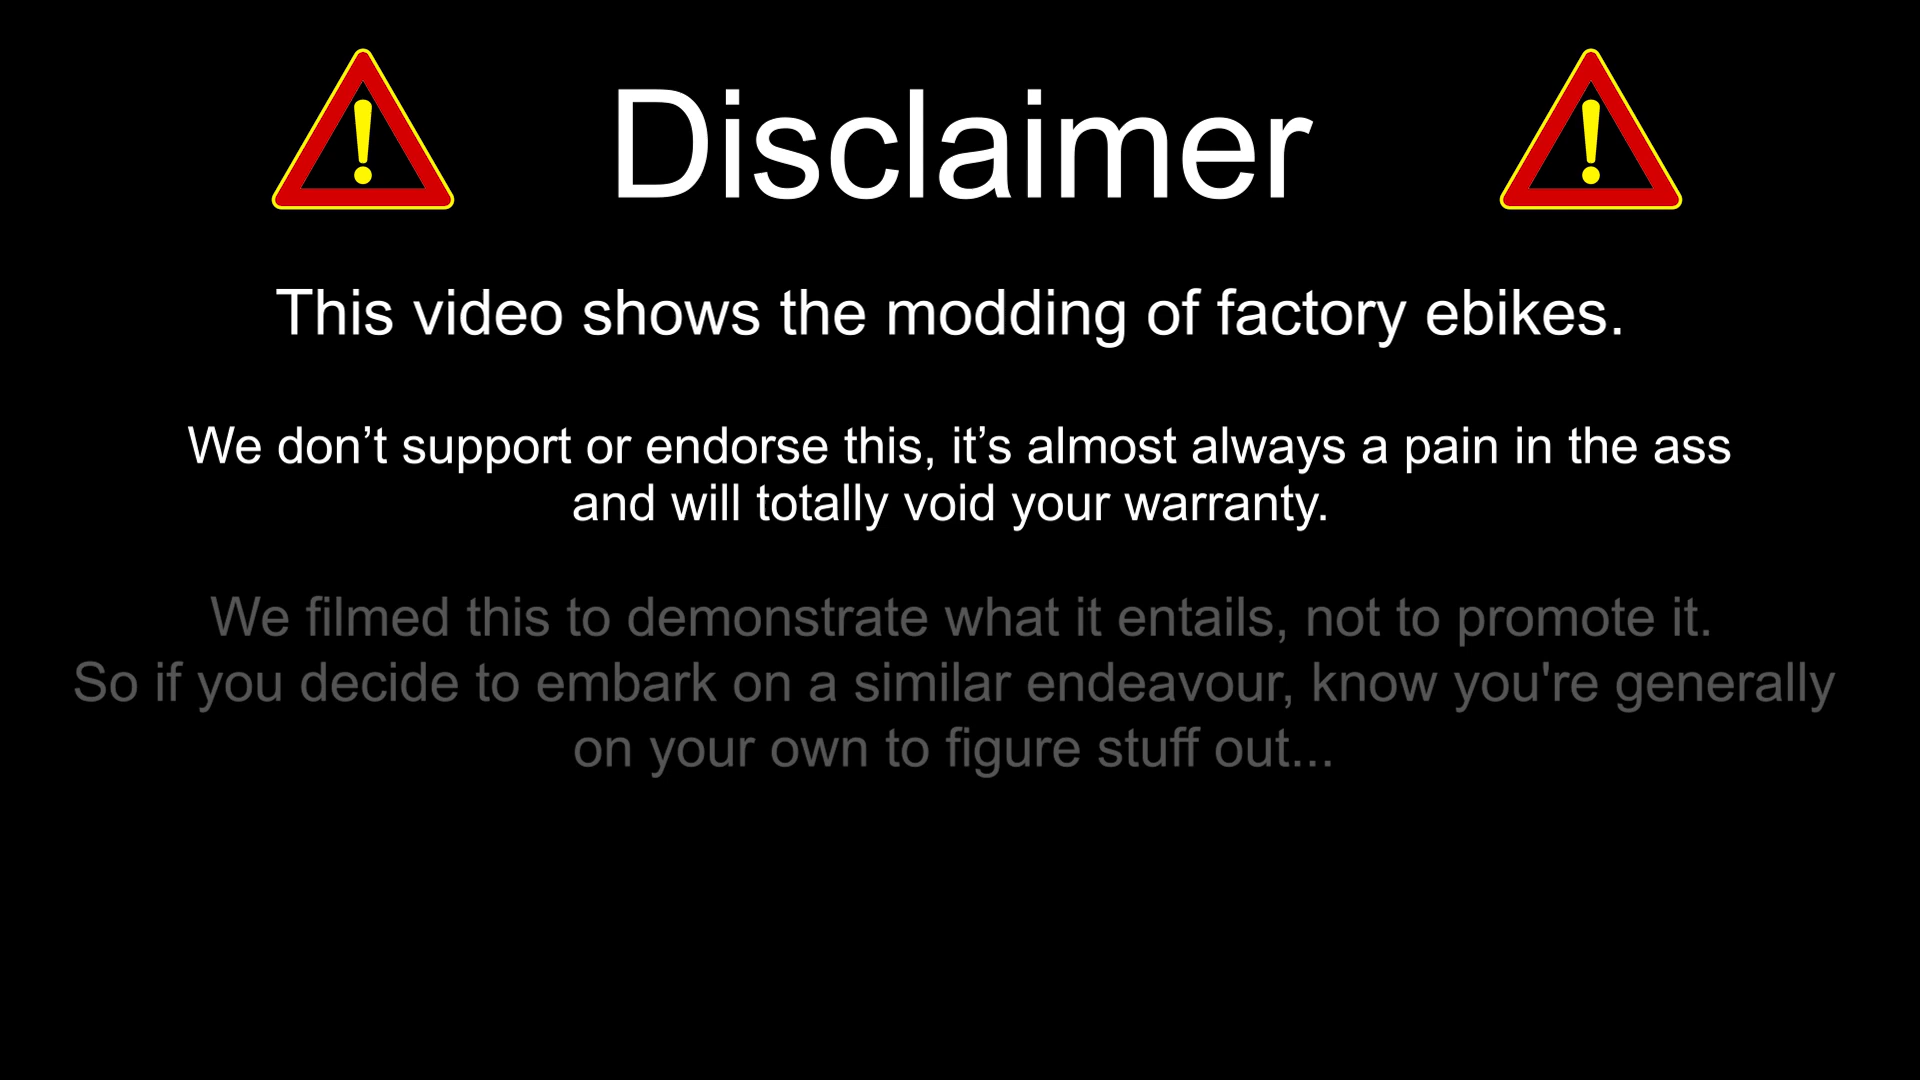 Disclaimer
This video shows the modding of factory ebikes.
We don’t support or endorse this, it’s almost always a pain in the ass
and will totally void your warranty.
We filmed this to demonstrate what it entails, not to promote it.
So if you decide to embark on a similar endeavour, know you're generally
on your own to figure stuff out...